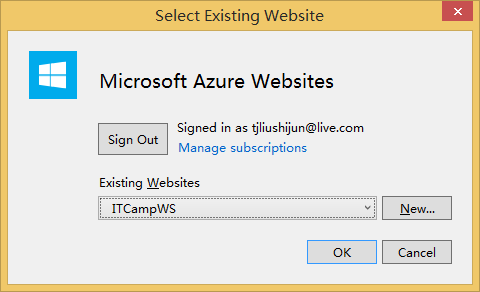 Select Existing Website
Microsoft Azure Websites
Sign Out
Signed in as tjliushijun@live.com
Manage subscriptions
Existing Websites
ITCampWS
New...
OK
Cancel